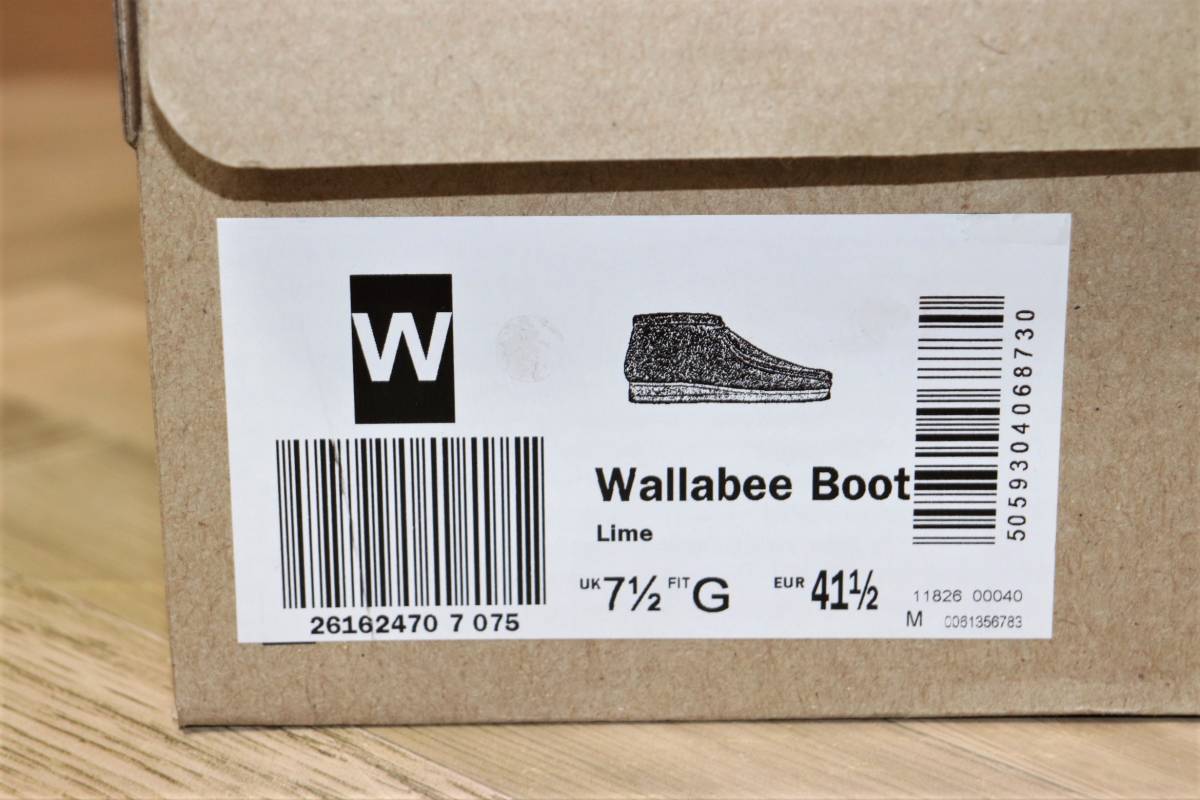 W
Wallabee Boot
Lime
UK 7½ FIT G EUR 41½
26162470 7 075
5059304068730
11826 00040
M 0061356783